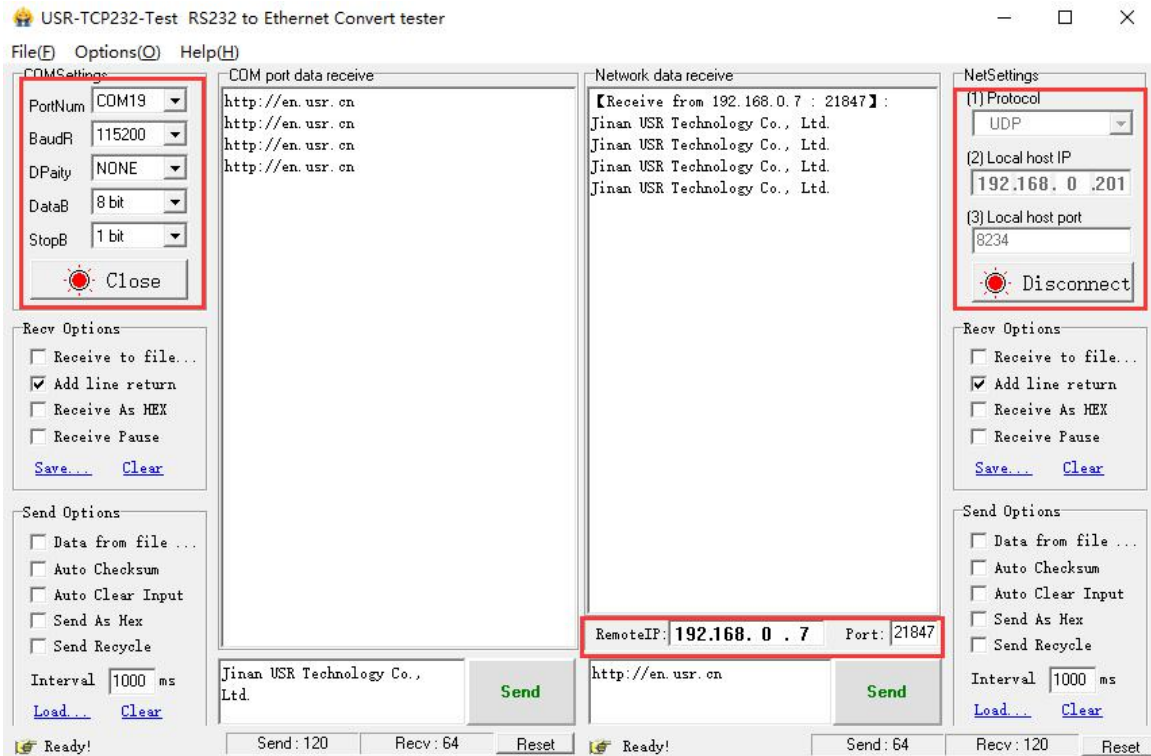 USR-TCP232-Test RS232 to Ethernet Convert tester
File(F) Options(O) Help(H)
COMSettings
PortNum COM19
BaudR 115200
DPaity NONE
DataB 8 bit
StopB 1 bit
Close
Recv Options
Receive to file...
Add line return
Receive As HEX
Receive Pause
Save... Clear
Send Options
Data from file ...
Auto Checksum
Auto Clear Input
Send As Hex
Send Recycle
Interval 1000 ms
Load... Clear
Ready!
COM port data receive
http://en.usr.cn
http://en.usr.cn
http://en.usr.cn
http://en.usr.cn
Jinan USR Technology Co.,
Ltd.
Send
Send : 120 Recv : 64 Reset
Network data receive
【Receive from 192.168.0.7 : 21847】:
Jinan USR Technology Co., Ltd.
Jinan USR Technology Co., Ltd.
Jinan USR Technology Co., Ltd.
Jinan USR Technology Co., Ltd.
RemoteIP: 192.168. 0 . 7 Port: 21847
http://en.usr.cn
Send
Ready! Send : 64 Recv : 120 Reset
NetSettings
(1) Protocol
UDP
(2) Local host IP
192.168. 0 .201
(3) Local host port
8234
Disconnect
Recv Options
Receive to file...
Add line return
Receive As HEX
Receive Pause
Save... Clear
Send Options
Data from file ...
Auto Checksum
Auto Clear Input
Send As Hex
Send Recycle
Interval 1000 ms
Load... Clear